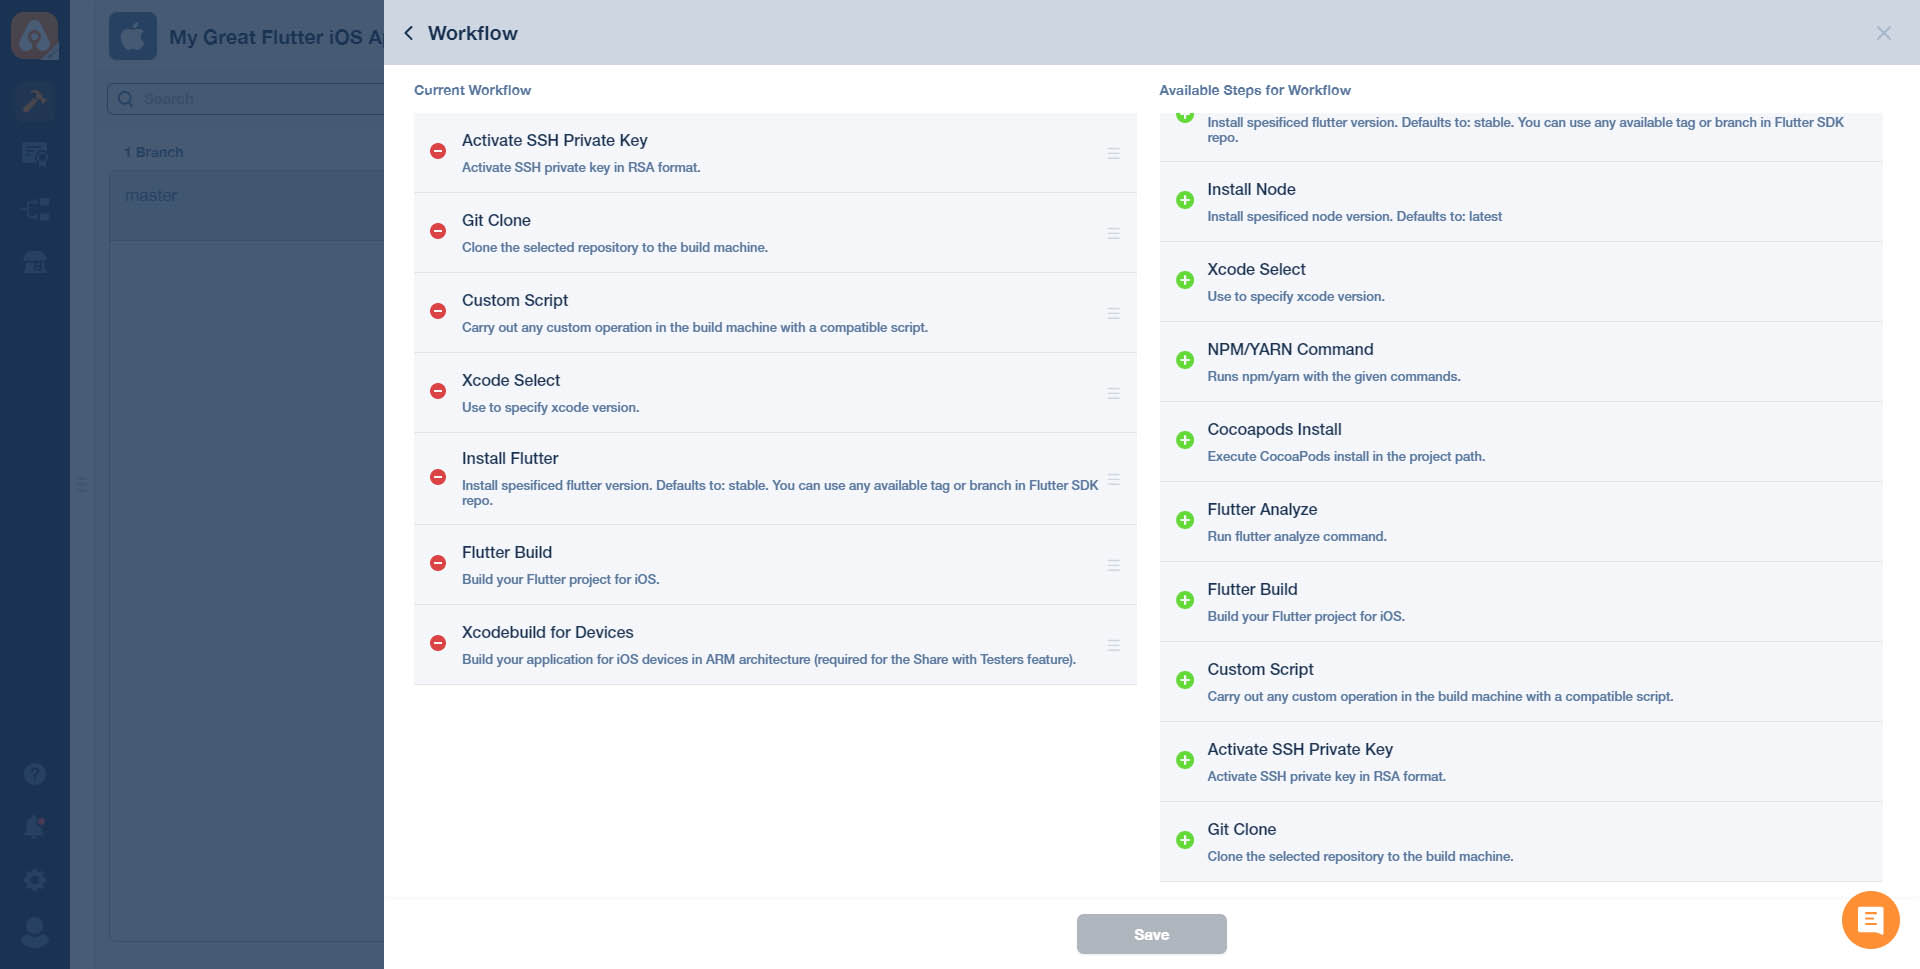 My Great Flutter iOS A
Search
1 Branch
master
Workflow
Current Workflow
Activate SSH Private Key
Activate SSH private key in RSA format.
Git Clone
Clone the selected repository to the build machine.
Custom Script
Carry out any custom operation in the build machine with a compatible script.
Xcode Select
Use to specify xcode version.
Install Flutter
Install spesificed flutter version. Defaults to: stable. You can use any available tag or branch in Flutter SDK
repo.
Flutter Build
Build your Flutter project for iOS.
Xcodebuild for Devices
Build your application for iOS devices in ARM architecture (required for the Share with Testers feature).
Available Steps for Workflow
Install spesificed flutter version. Defaults to: stable. You can use any available tag or branch in Flutter SDK
repo.
Install Node
Install spesificed node version. Defaults to: latest
Xcode Select
Use to specify xcode version.
NPM/YARN Command
Runs npm/yarn with the given commands.
Cocoapods Install
Execute CocoaPods install in the project path.
Flutter Analyze
Run flutter analyze command.
Flutter Build
Build your Flutter project for iOS.
Custom Script
Carry out any custom operation in the build machine with a compatible script.
Activate SSH Private Key
Activate SSH private key in RSA format.
Git Clone
Clone the selected repository to the build machine.
Save